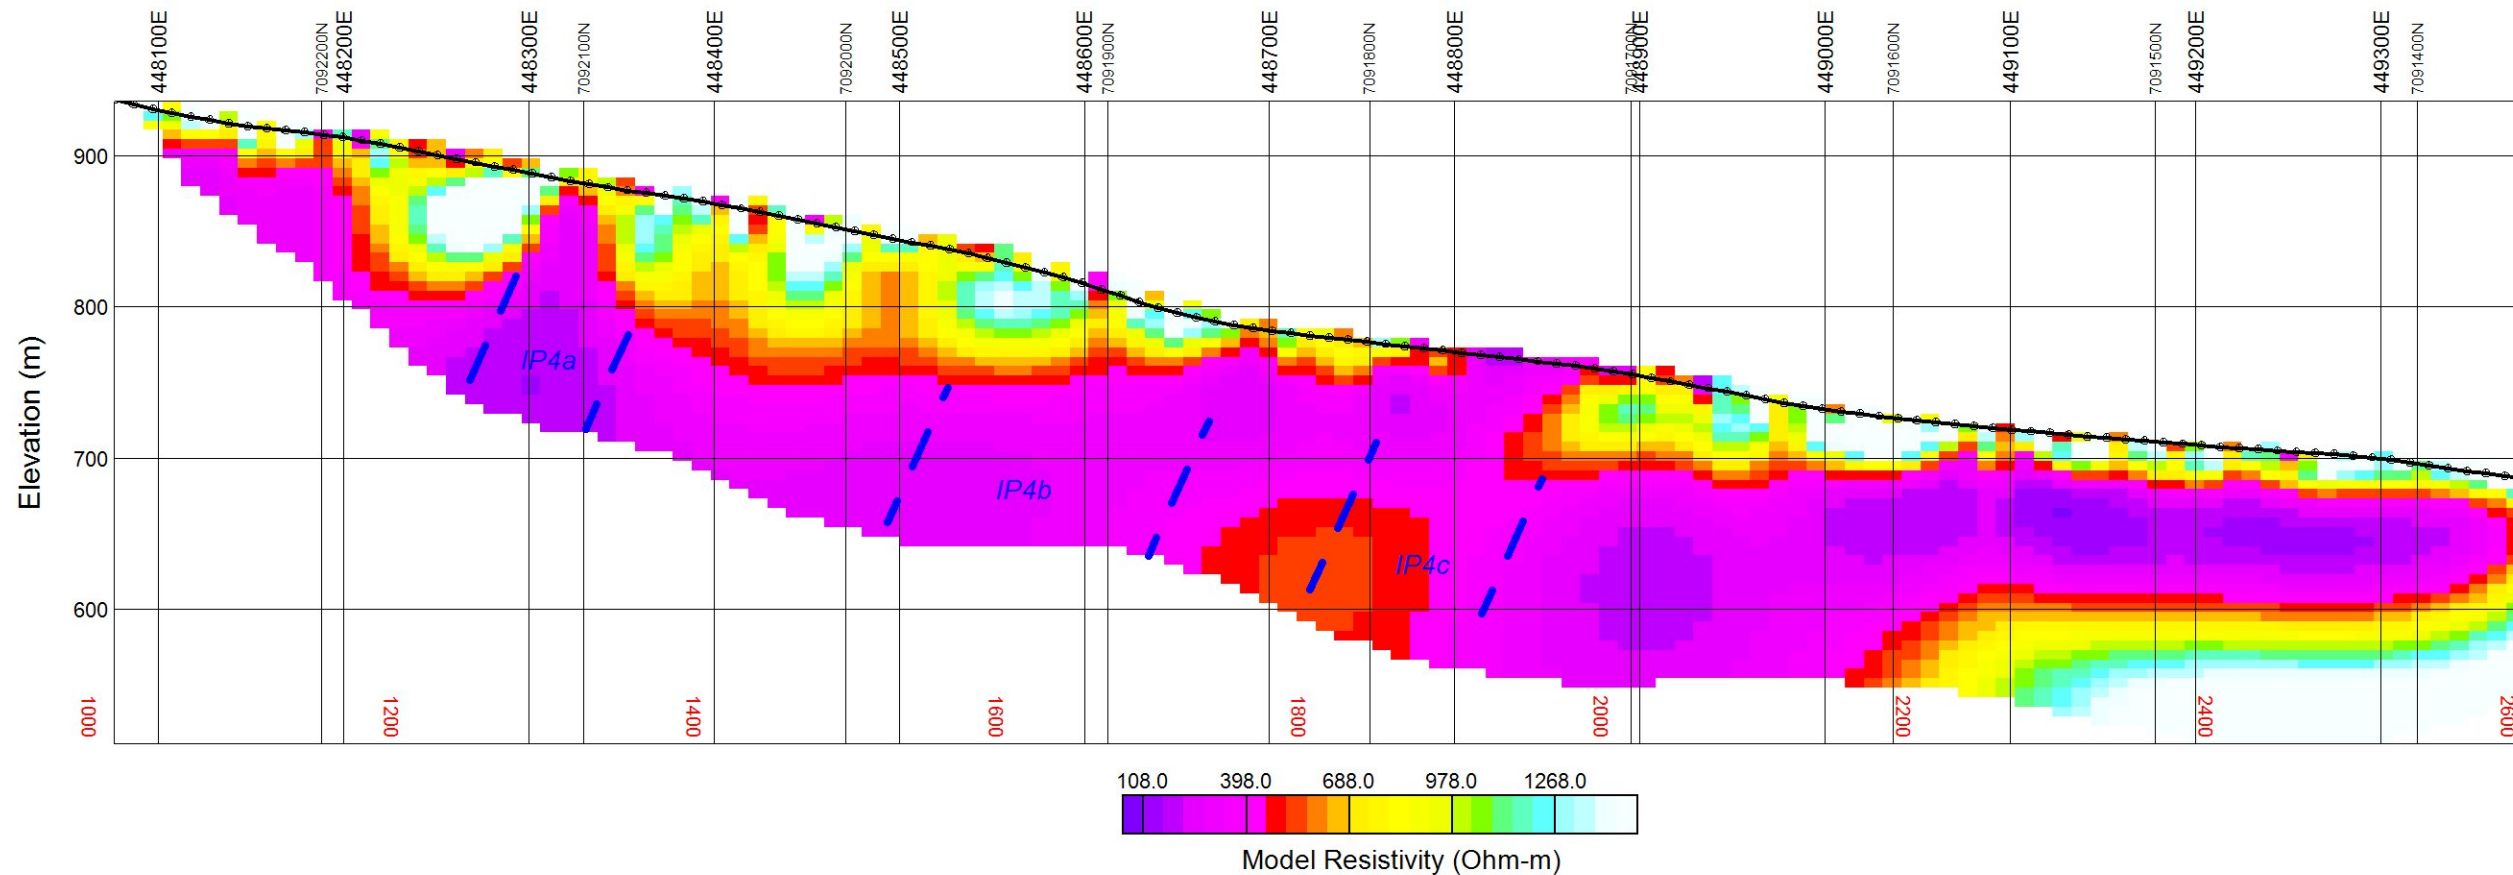 448100E
7092200N
448200E
448300E
7092100N
448400E
7092000N
448500E
448600E
7091900N
448700E
7091800N
448800E
7091700N
448900E
449000E
7091600N
449100E
7091500N
449200E
449300E
7091400N
Elevation (m)
900
800
700
600
IP4a
IP4b
IP4c
1000
1200
1400
1600
1800
2000
2200
2400
2600
108.0 398.0 688.0 978.0 1268.0
Model Resistivity (Ohm-m)